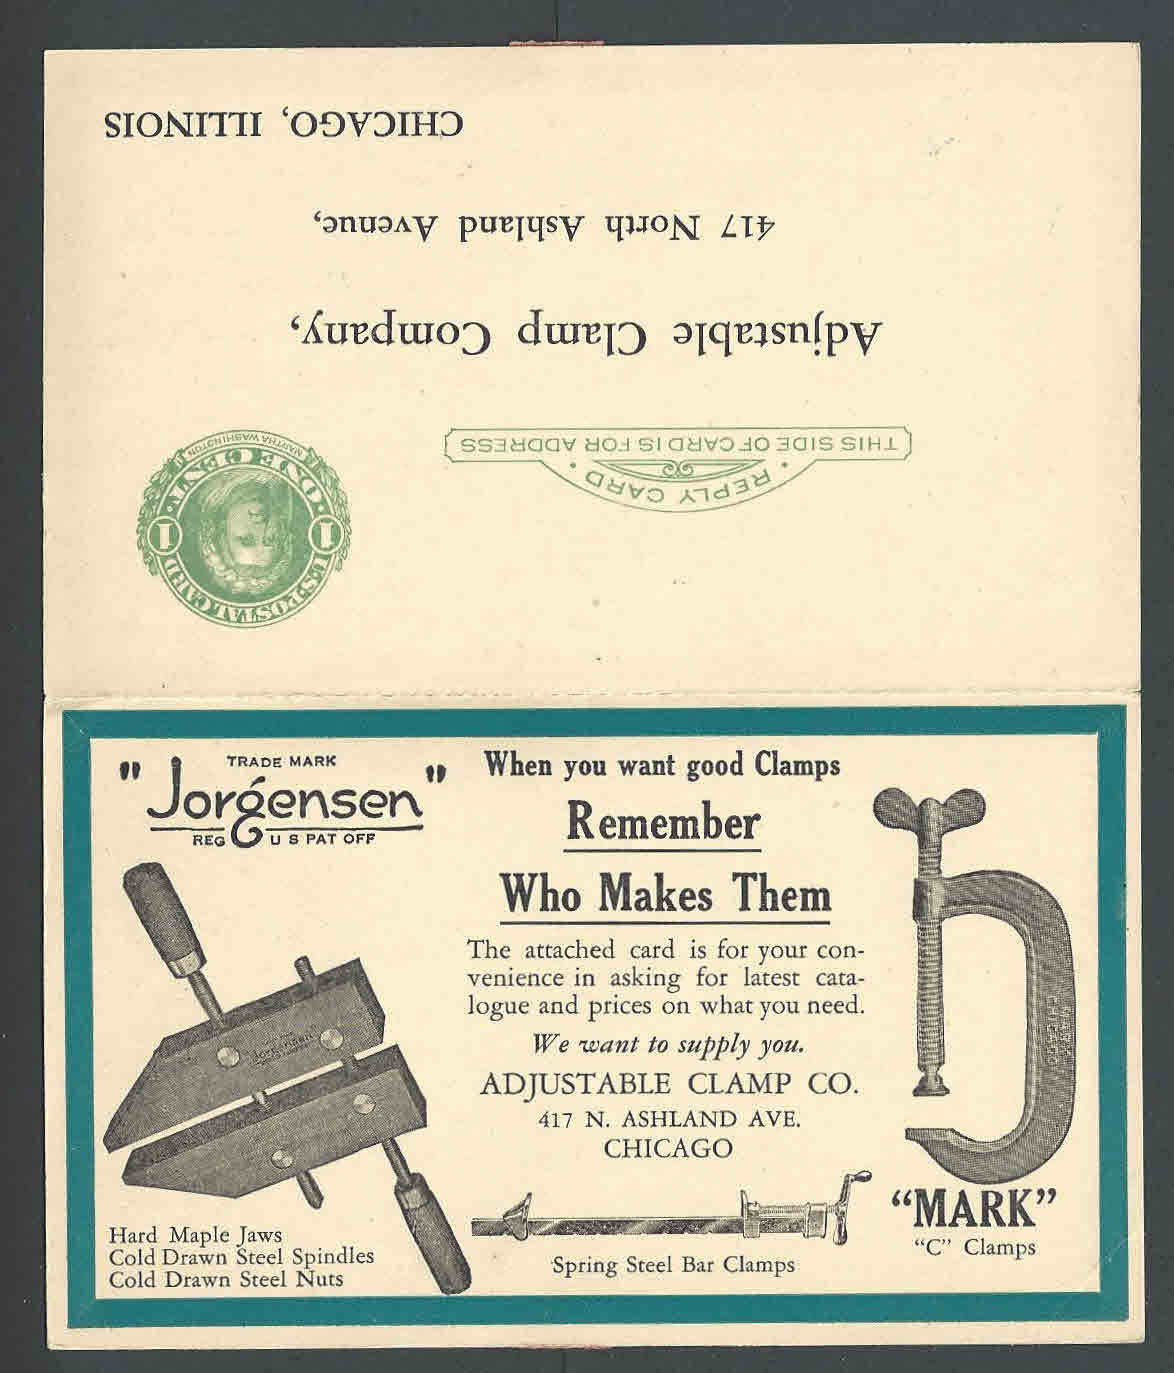 MARTHA WASHINGTON
ONE CENT
1 1
U.S. POSTAL CARD
THIS SIDE OF CARD IS FOR ADDRESS
REPLY CARD
Adjustable Clamp Company,
417 North Ashland Avenue,
CHICAGO, ILLINOIS
TRADE MARK
"Jorgensen"
REG U S PAT OFF
When you want good Clamps
Remember
Who Makes Them
The attached card is for your con-
venience in asking for latest cata-
logue and prices on what you need.
We want to supply you.
ADJUSTABLE CLAMP CO.
417 N. ASHLAND AVE.
CHICAGO
Jorgensen
Hard Maple Jaws
Cold Drawn Steel Spindles
Cold Drawn Steel Nuts
Spring Steel Bar Clamps
“MARK”
“C” Clamps